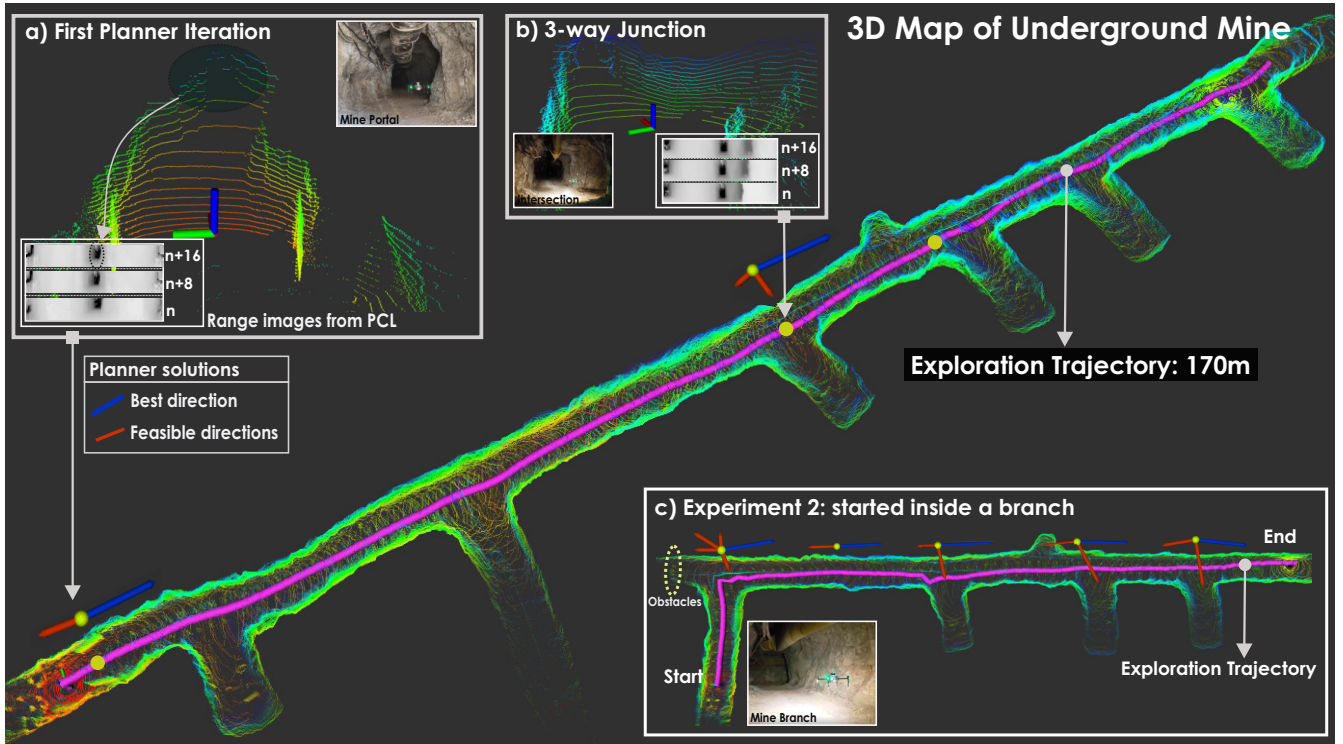 3D Map of Underground Mine
a) First Planner Iteration
Mine Portal
n+16
n+8
n
Range images from PCL
b) 3-way Junction
Intersection
n+16
n+8
n
Planner solutions
Best direction
Feasible directions
Exploration Trajectory: 170m
c) Experiment 2: started inside a branch
End
Obstacles
Start
Mine Branch
Exploration Trajectory